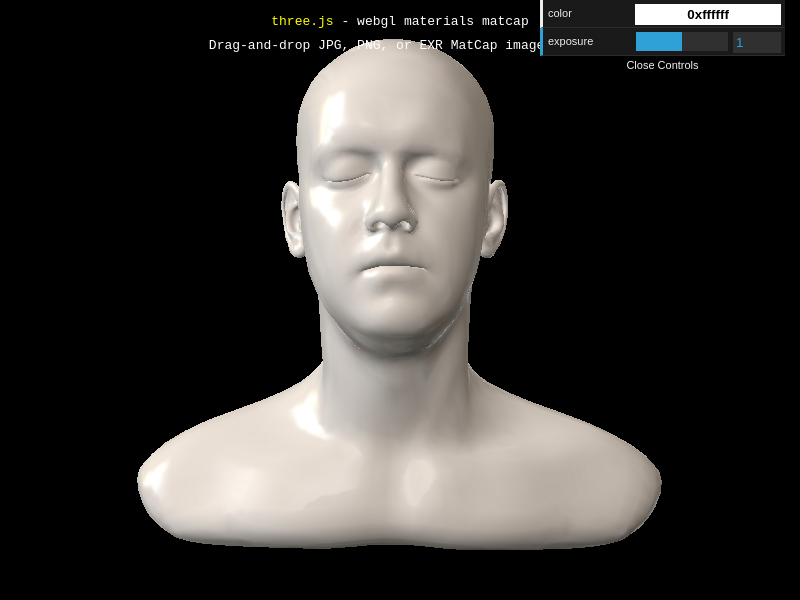 three.js - webgl materials matcap
Drag-and-drop JPG, PNG, or EXR MatCap image
color 0xffffff
exposure 1
Close Controls